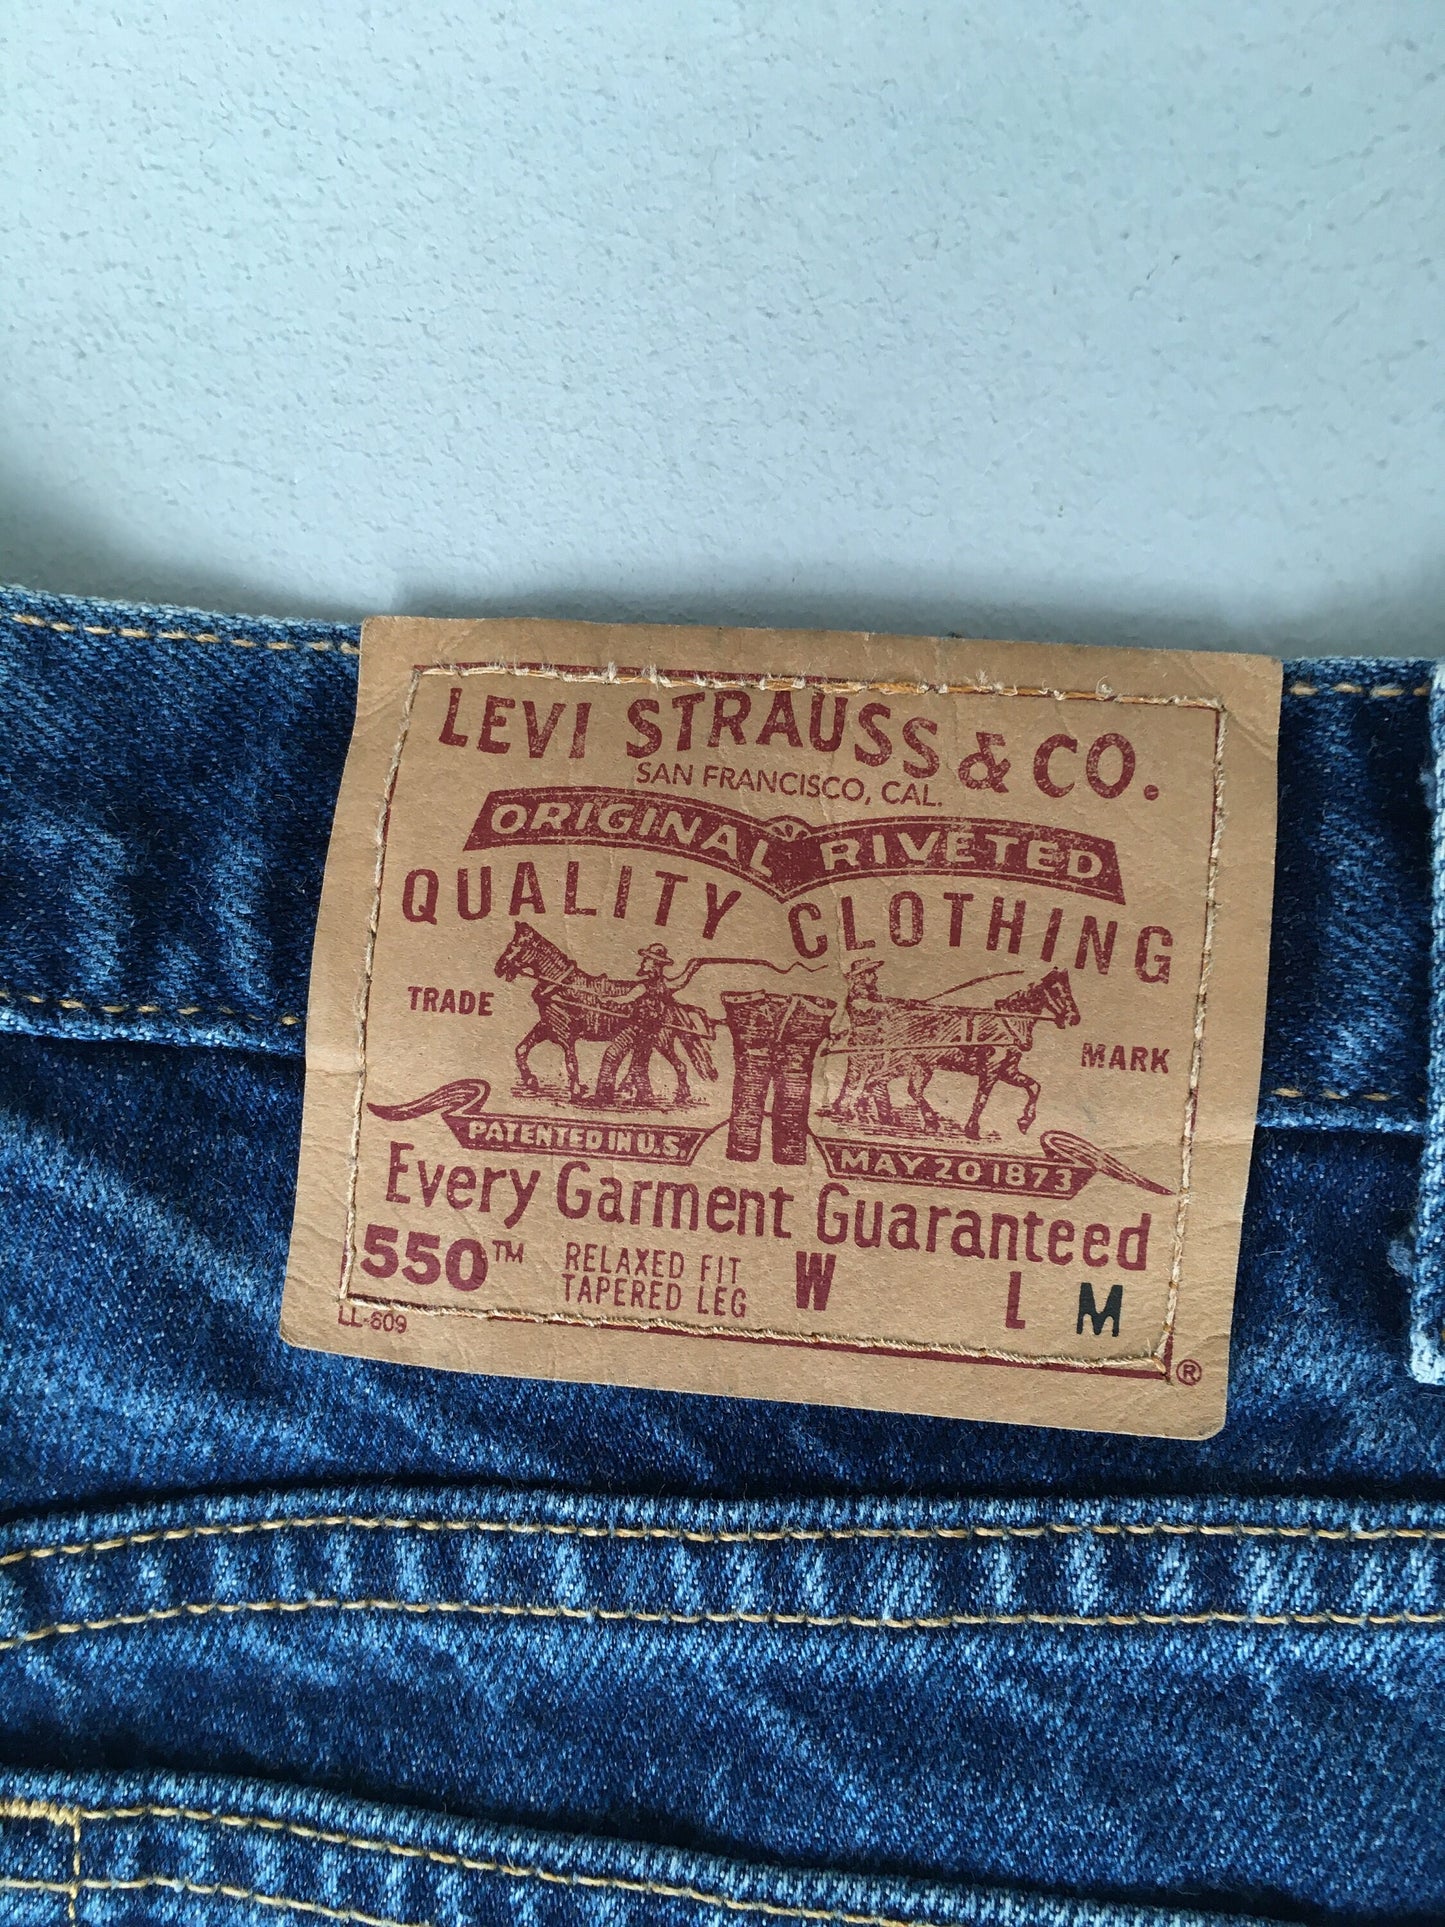 LEVI STRAUSS & CO.
SAN FRANCISCO, CAL.
ORIGINAL RIVETED
QUALITY CLOTHING
TRADE MARK
PATENTED IN U.S. MAY 20 1873
Every Garment Guaranteed
550™ RELAXED FIT W L M
TAPERED LEG
LL-609 ®